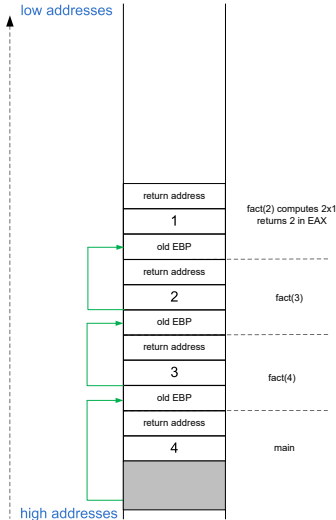 low addresses
return address
1
fact(2) computes 2x1
returns 2 in EAX
old EBP
return address
2
fact(3)
old EBP
return address
3
fact(4)
old EBP
return address
4
main
high addresses